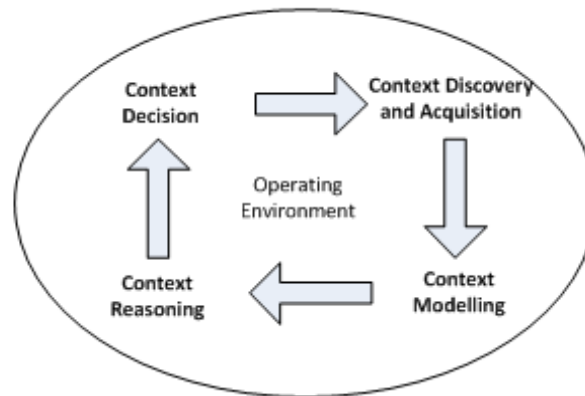 Context
Decision
Context Discovery
and Acquisition
Operating
Environment
Context
Reasoning
Context
Modelling